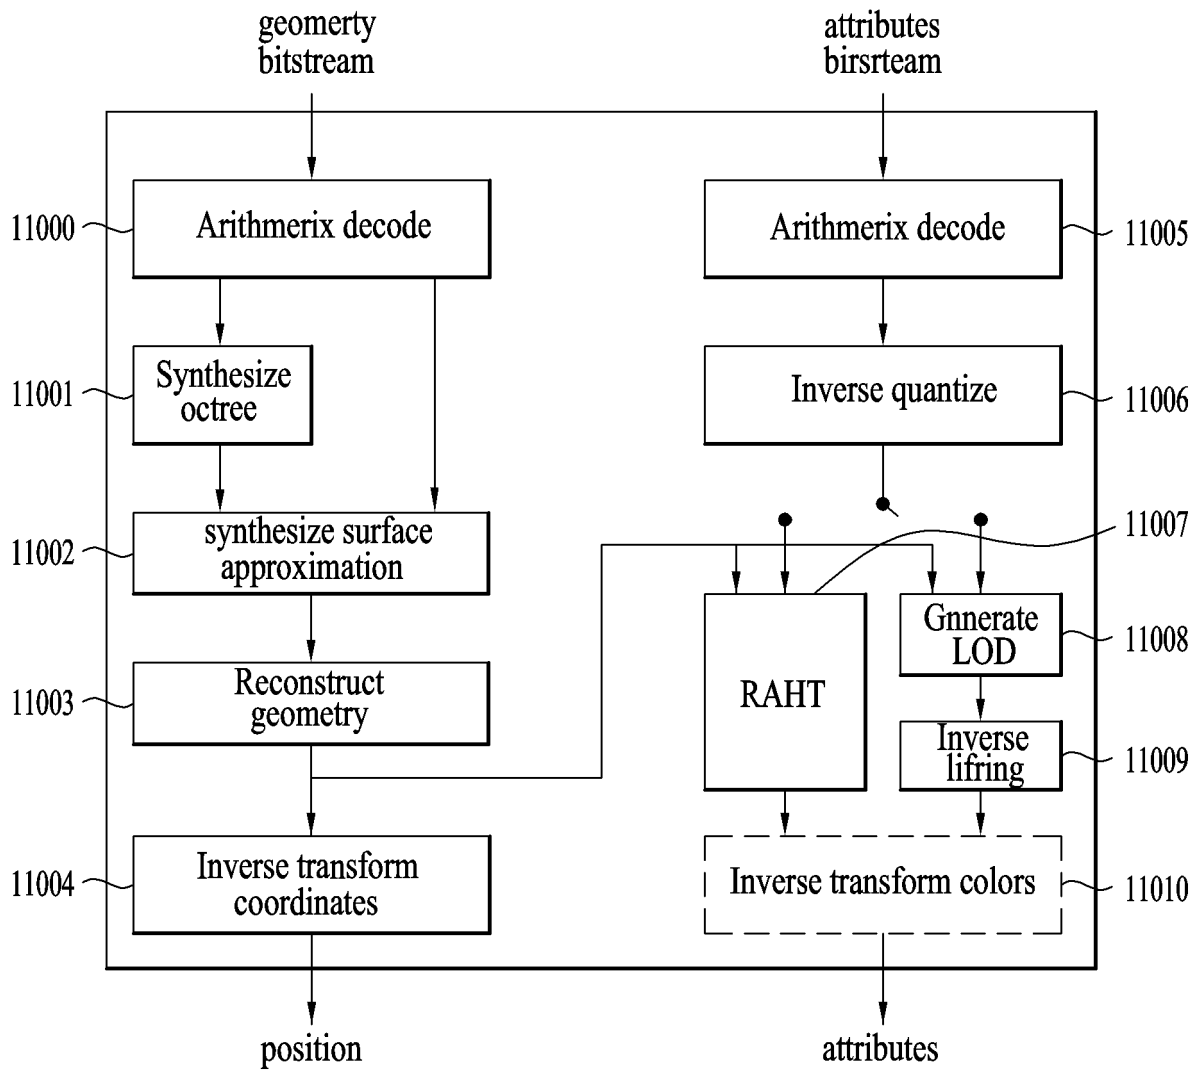 geomerty
bitstream
attributes
birsrteam
11000
Arithmerix decode
Arithmerix decode
11005
11001
Synthesize
octree
Inverse quantize
11006
11002
synthesize surface
approximation
11007
11003
Reconstruct
geometry
RAHT
Gnnerate
LOD
11008
Inverse
lifring
11009
11004
Inverse transform
coordinates
Inverse transform colors
11010
position
attributes